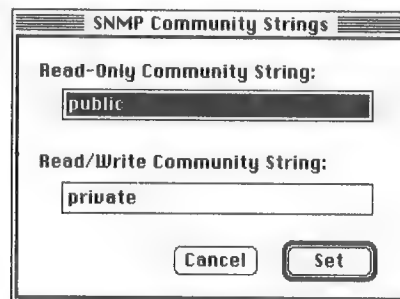 SNMP Community Strings
Read-Only Community String:
public
Read/Write Community String:
private
Cancel Set